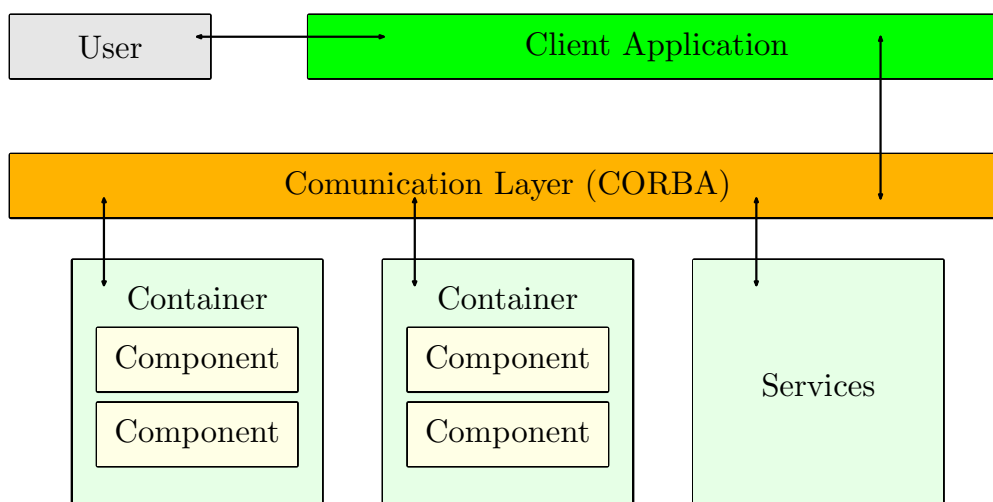 User
Client Application
Comunication Layer (CORBA)
Container
Component
Component
Container
Component
Component
Services